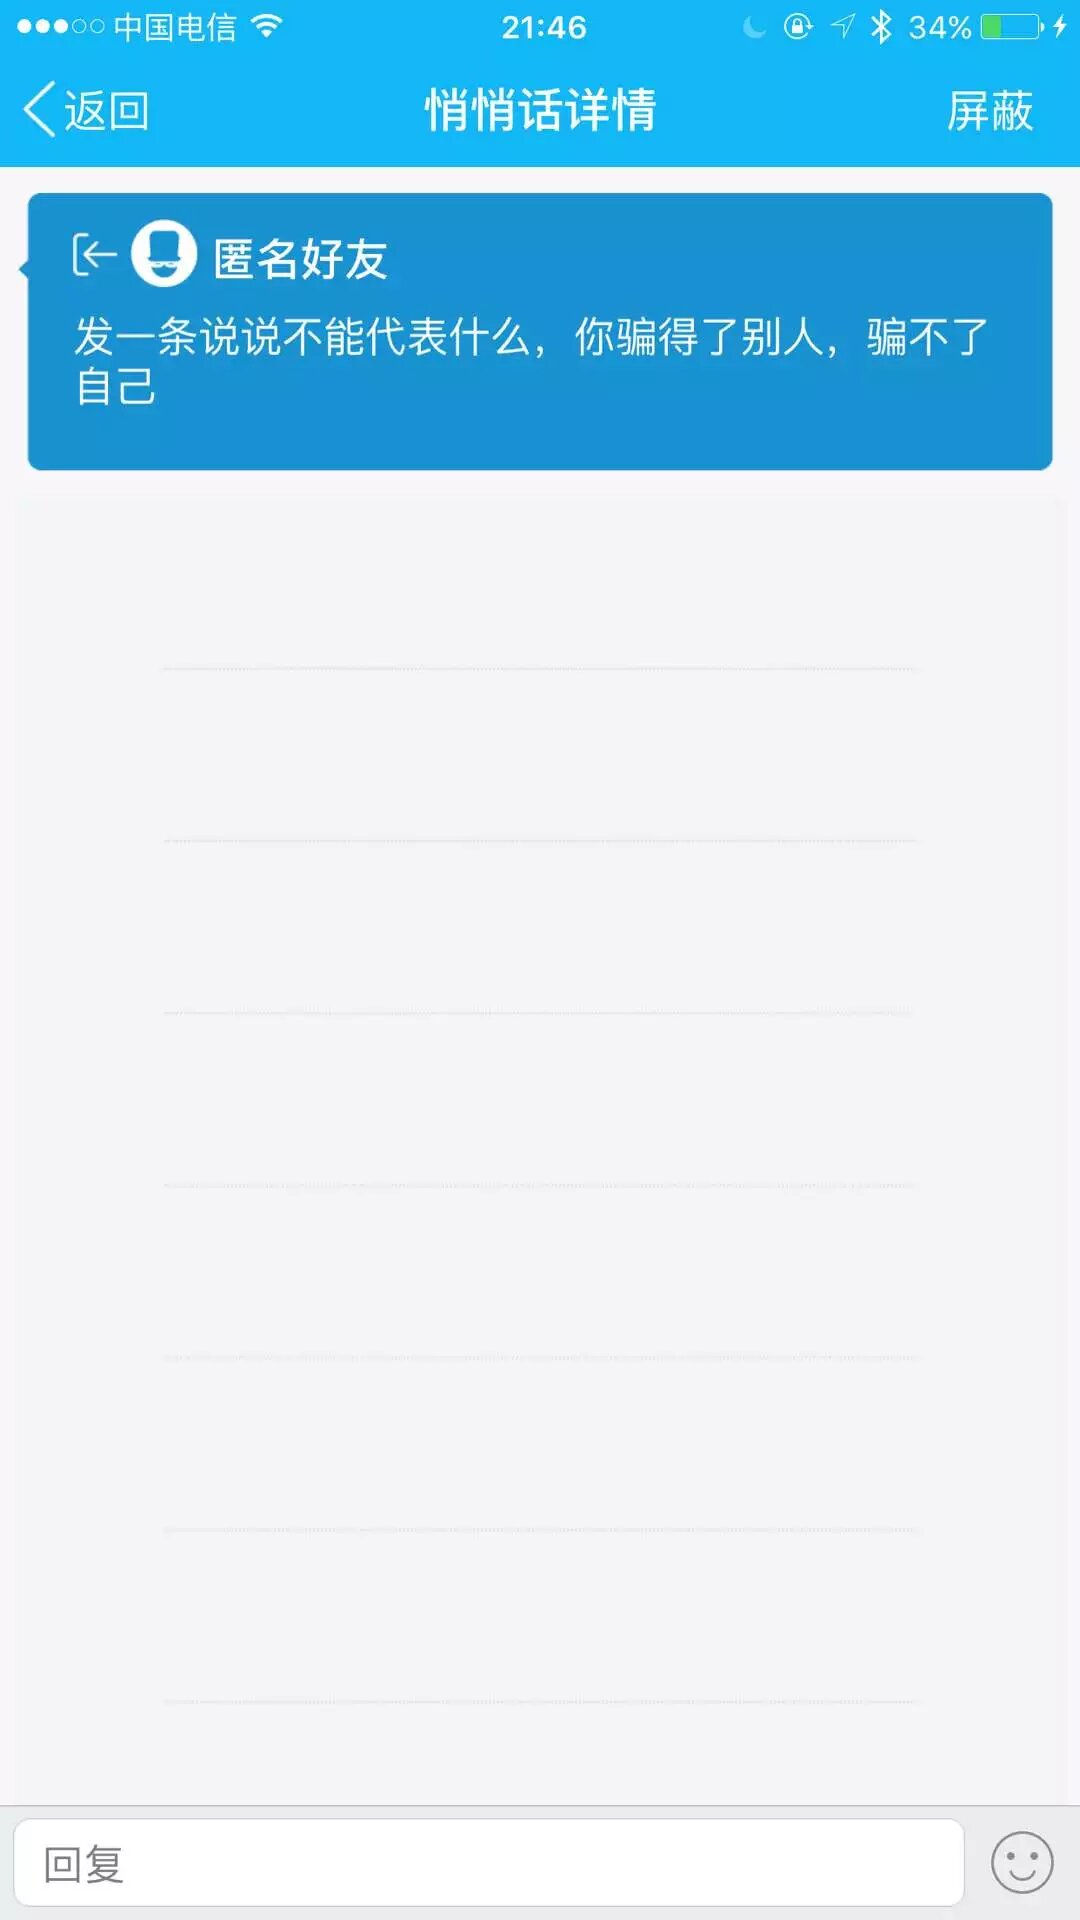 中国电信 21:46 34%
返回 悄悄话详情 屏蔽
匿名好友
发一条说说不能代表什么，你骗得了别人，骗不了
自己
回复